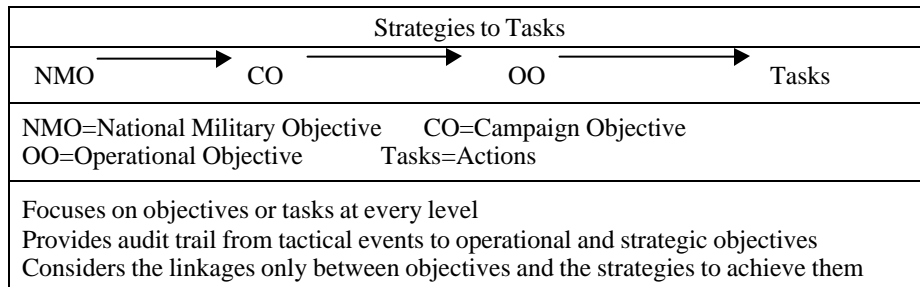 Strategies to Tasks
NMO CO OO Tasks
NMO=National Military Objective CO=Campaign Objective
OO=Operational Objective Tasks=Actions
Focuses on objectives or tasks at every level
Provides audit trail from tactical events to operational and strategic objectives
Considers the linkages only between objectives and the strategies to achieve them